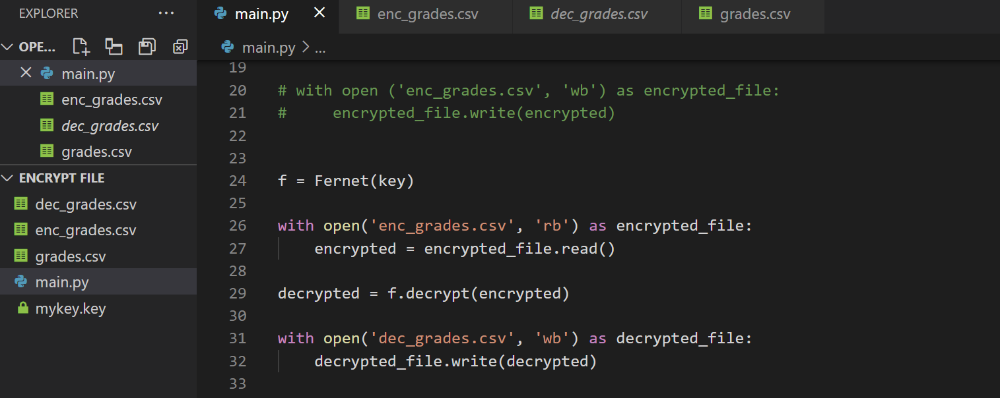 EXPLORER ...
OPE...
main.py
enc_grades.csv
dec_grades.csv
grades.csv
ENCRYPT FILE
dec_grades.csv
enc_grades.csv
grades.csv
main.py
mykey.key
main.py enc_grades.csv dec_grades.csv grades.csv
main.py > ...
19
20 # with open ('enc_grades.csv', 'wb') as encrypted_file:
21 #     encrypted_file.write(encrypted)
22
23
24 f = Fernet(key)
25
26 with open('enc_grades.csv', 'rb') as encrypted_file:
27     encrypted = encrypted_file.read()
28
29 decrypted = f.decrypt(encrypted)
30
31 with open('dec_grades.csv', 'wb') as decrypted_file:
32     decrypted_file.write(decrypted)
33